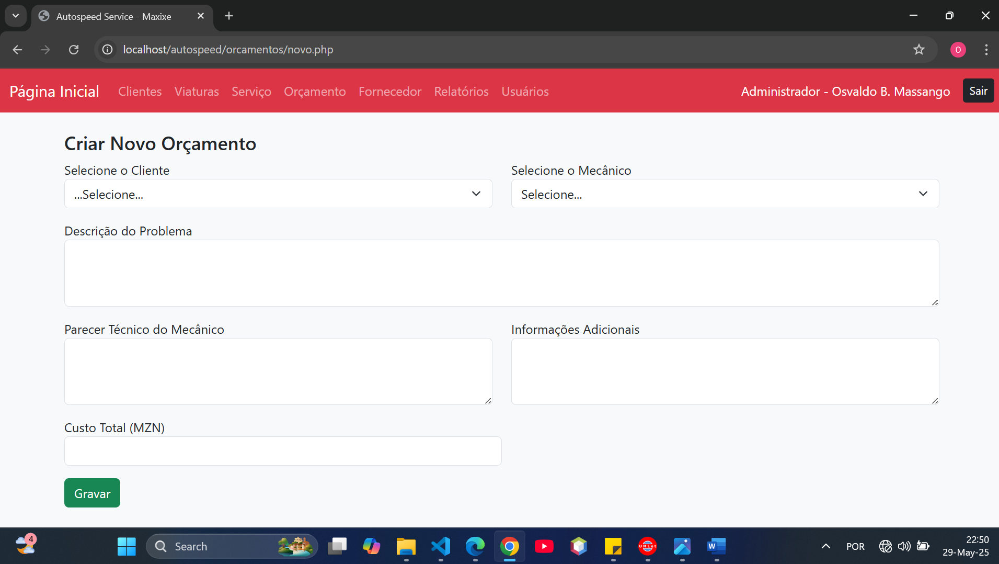 Autospeed Service - Maxixe
localhost/autospeed/orcamentos/novo.php
O
Página Inicial Clientes Viaturas Serviço Orçamento Fornecedor Relatórios Usuários Administrador - Osvaldo B. Massango Sair
Criar Novo Orçamento
Selecione o Cliente Selecione o Mecânico
...Selecione... Selecione...
Descrição do Problema
Parecer Técnico do Mecânico Informações Adicionais
Custo Total (MZN)
Gravar
4
Search
UMLet
W
POR
22:50
29-May-25